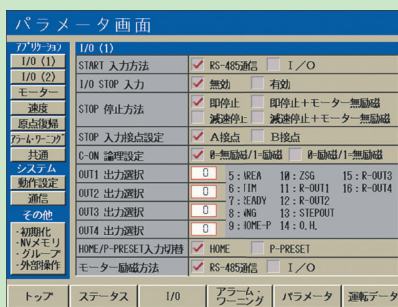 パラメータ画面
アプリケーション
I/O (1)
I/O (2)
モーター
速度
原点復帰
アラーム・ワーニング
共通
システム
動作設定
通信
その他
・初期化
・NVメモリ
・グループ
・外部操作
I/O (1)
START 入力方法 RS-485通信 I/O
I/O STOP 入力 無効 有効
STOP 停止方法 即停止 即停止+モーター無励磁
減速停止 減速停止+モーター無励磁
STOP 入力接点設定 A接点 B接点
C-ON 論理設定 0=無励磁/1=励磁 0=励磁/1=無励磁
OUT1 出力選択 0
OUT2 出力選択 0
OUT3 出力選択 0
OUT4 出力選択 0
5:AREA 10:ZSG 15:R-OUT3
6:TIM 11:R-OUT1 16:R-OUT4
7:READY 12:R-OUT2
8:WNG 13:STEPOUT
9:HOME-P 14:O.H.
HOME/P-PRESET入力切替 HOME P-PRESET
モーター励磁方法 RS-485通信 I/O
トップ ステータス I/O アラーム・ワーニング パラメータ 運転データ